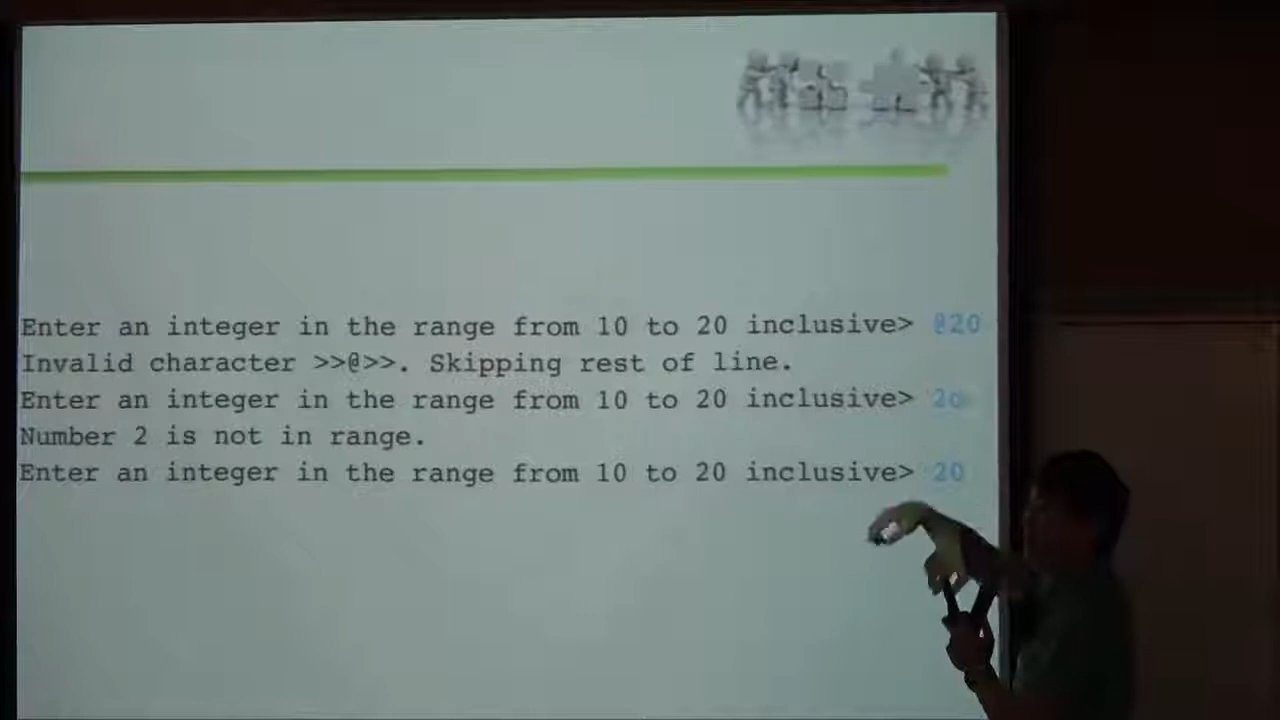 Enter an integer in the range from 10 to 20 inclusive> @20
Invalid character >>@>>. Skipping rest of line.
Enter an integer in the range from 10 to 20 inclusive> 2o
Number 2 is not in range.
Enter an integer in the range from 10 to 20 inclusive> 20